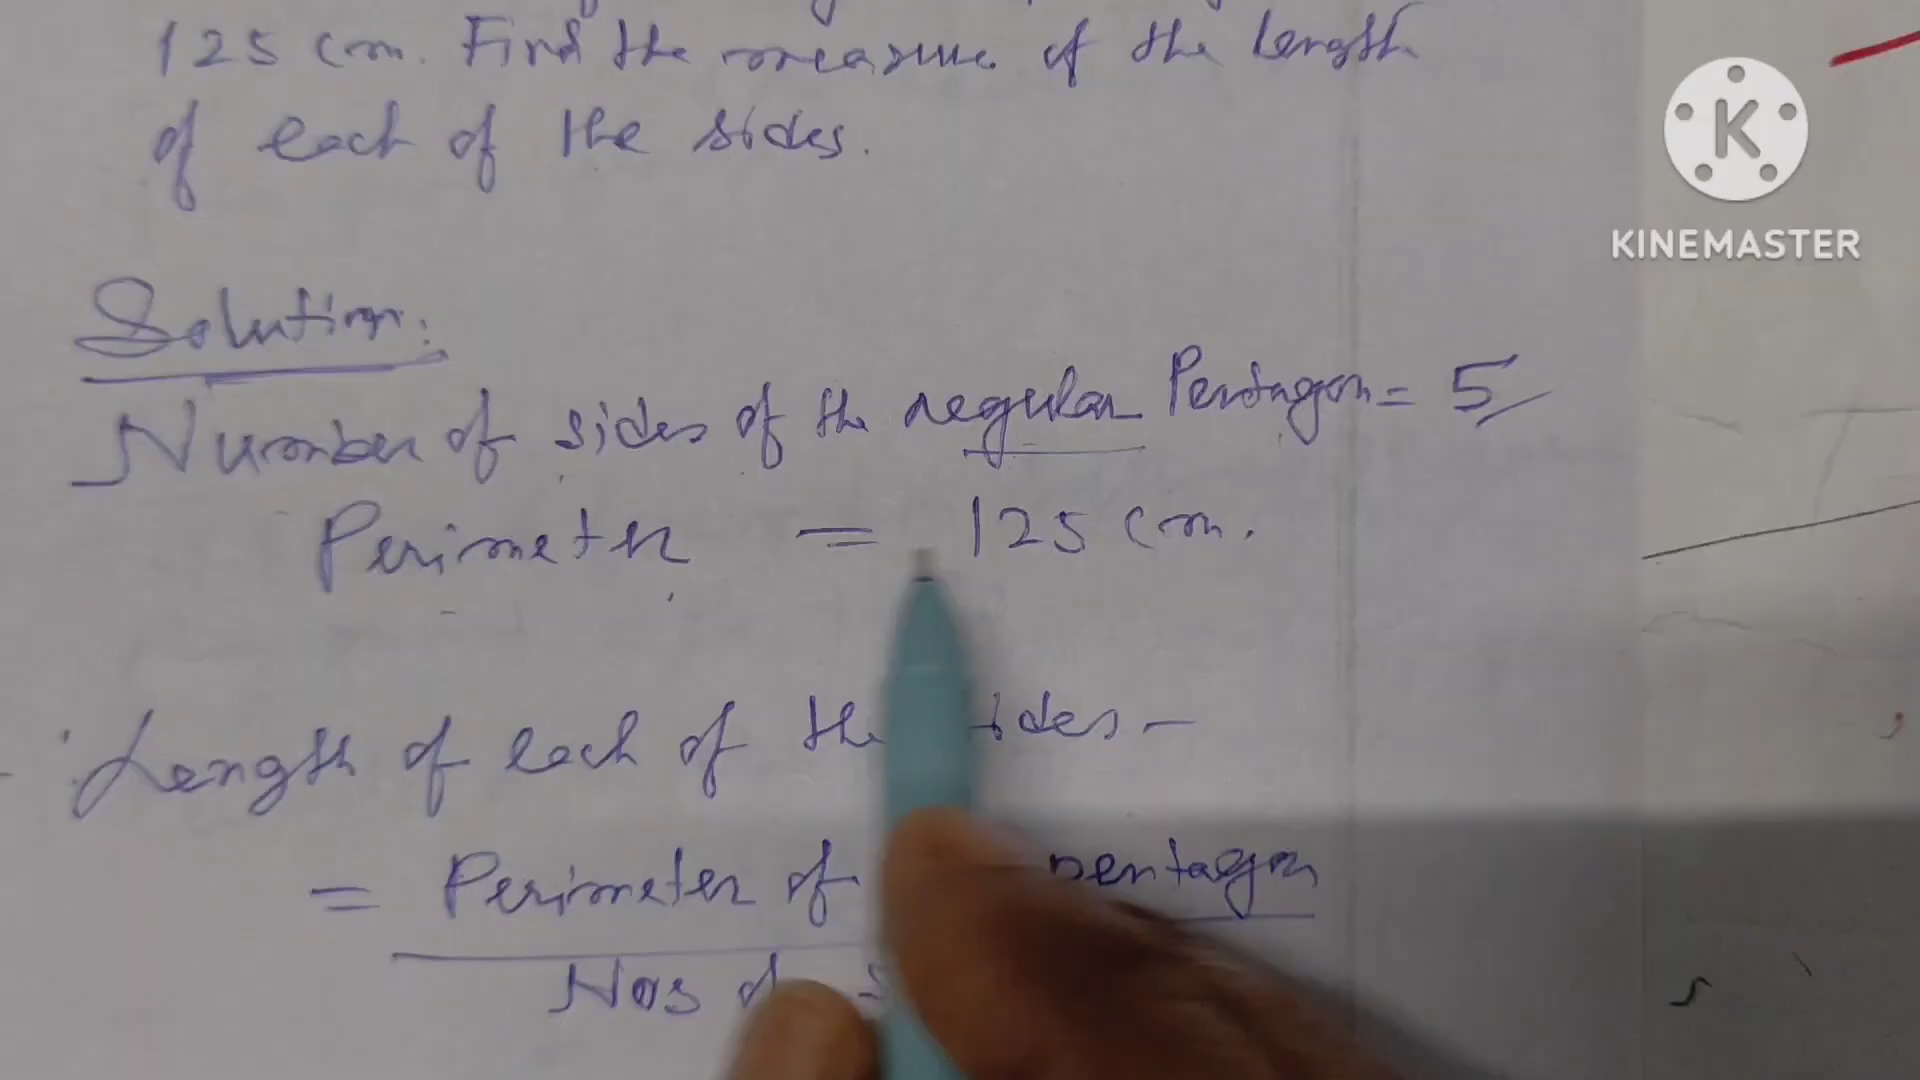 125 cm. Find the measure of the length
of each of the sides.
K
KINEMASTER
Solution:
Number of sides of the regular Pentagon = 5
Perimeter = 125 cm.
Length of each of the sides -
= Perimeter of pentagon
Nos of